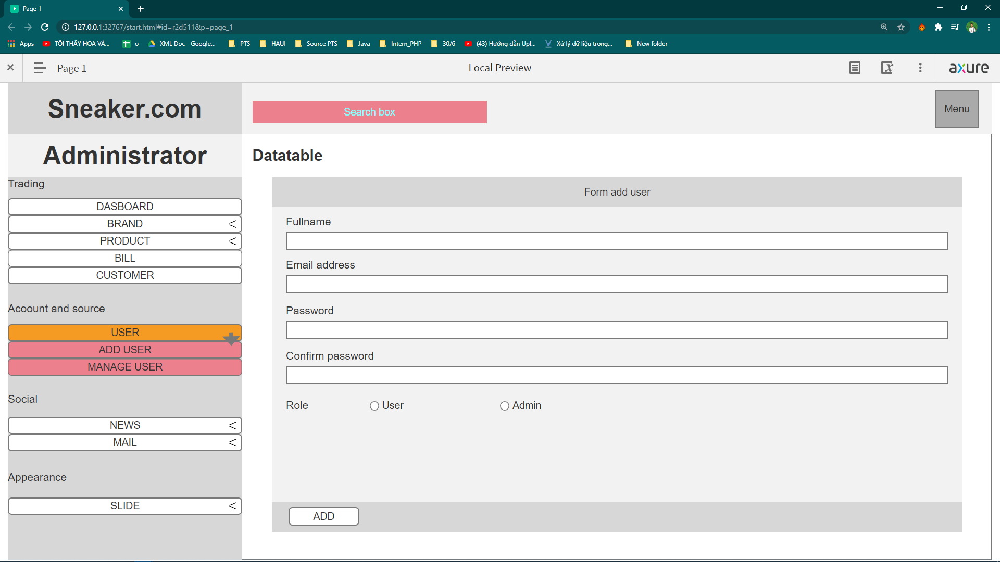 Page 1
127.0.0.1:32767/start.html#id=r2d511&p=page_1
Apps TÔI THẤY HOA VÀ... o XML Doc - Google... PTS HAUI Source PTS Java Intern_PHP 30/6 (43) Hướng dẫn Upl... Xử lý dữ liệu trong... New folder
Page 1 Local Preview axure
Sneaker.com Search box Menu
Administrator Datatable
Trading
DASBOARD
BRAND <
PRODUCT <
BILL
CUSTOMER
Acoount and source
USER
ADD USER
MANAGE USER
Social
NEWS <
MAIL <
Appearance
SLIDE <
Form add user
Fullname
Email address
Password
Confirm password
Role User Admin
ADD